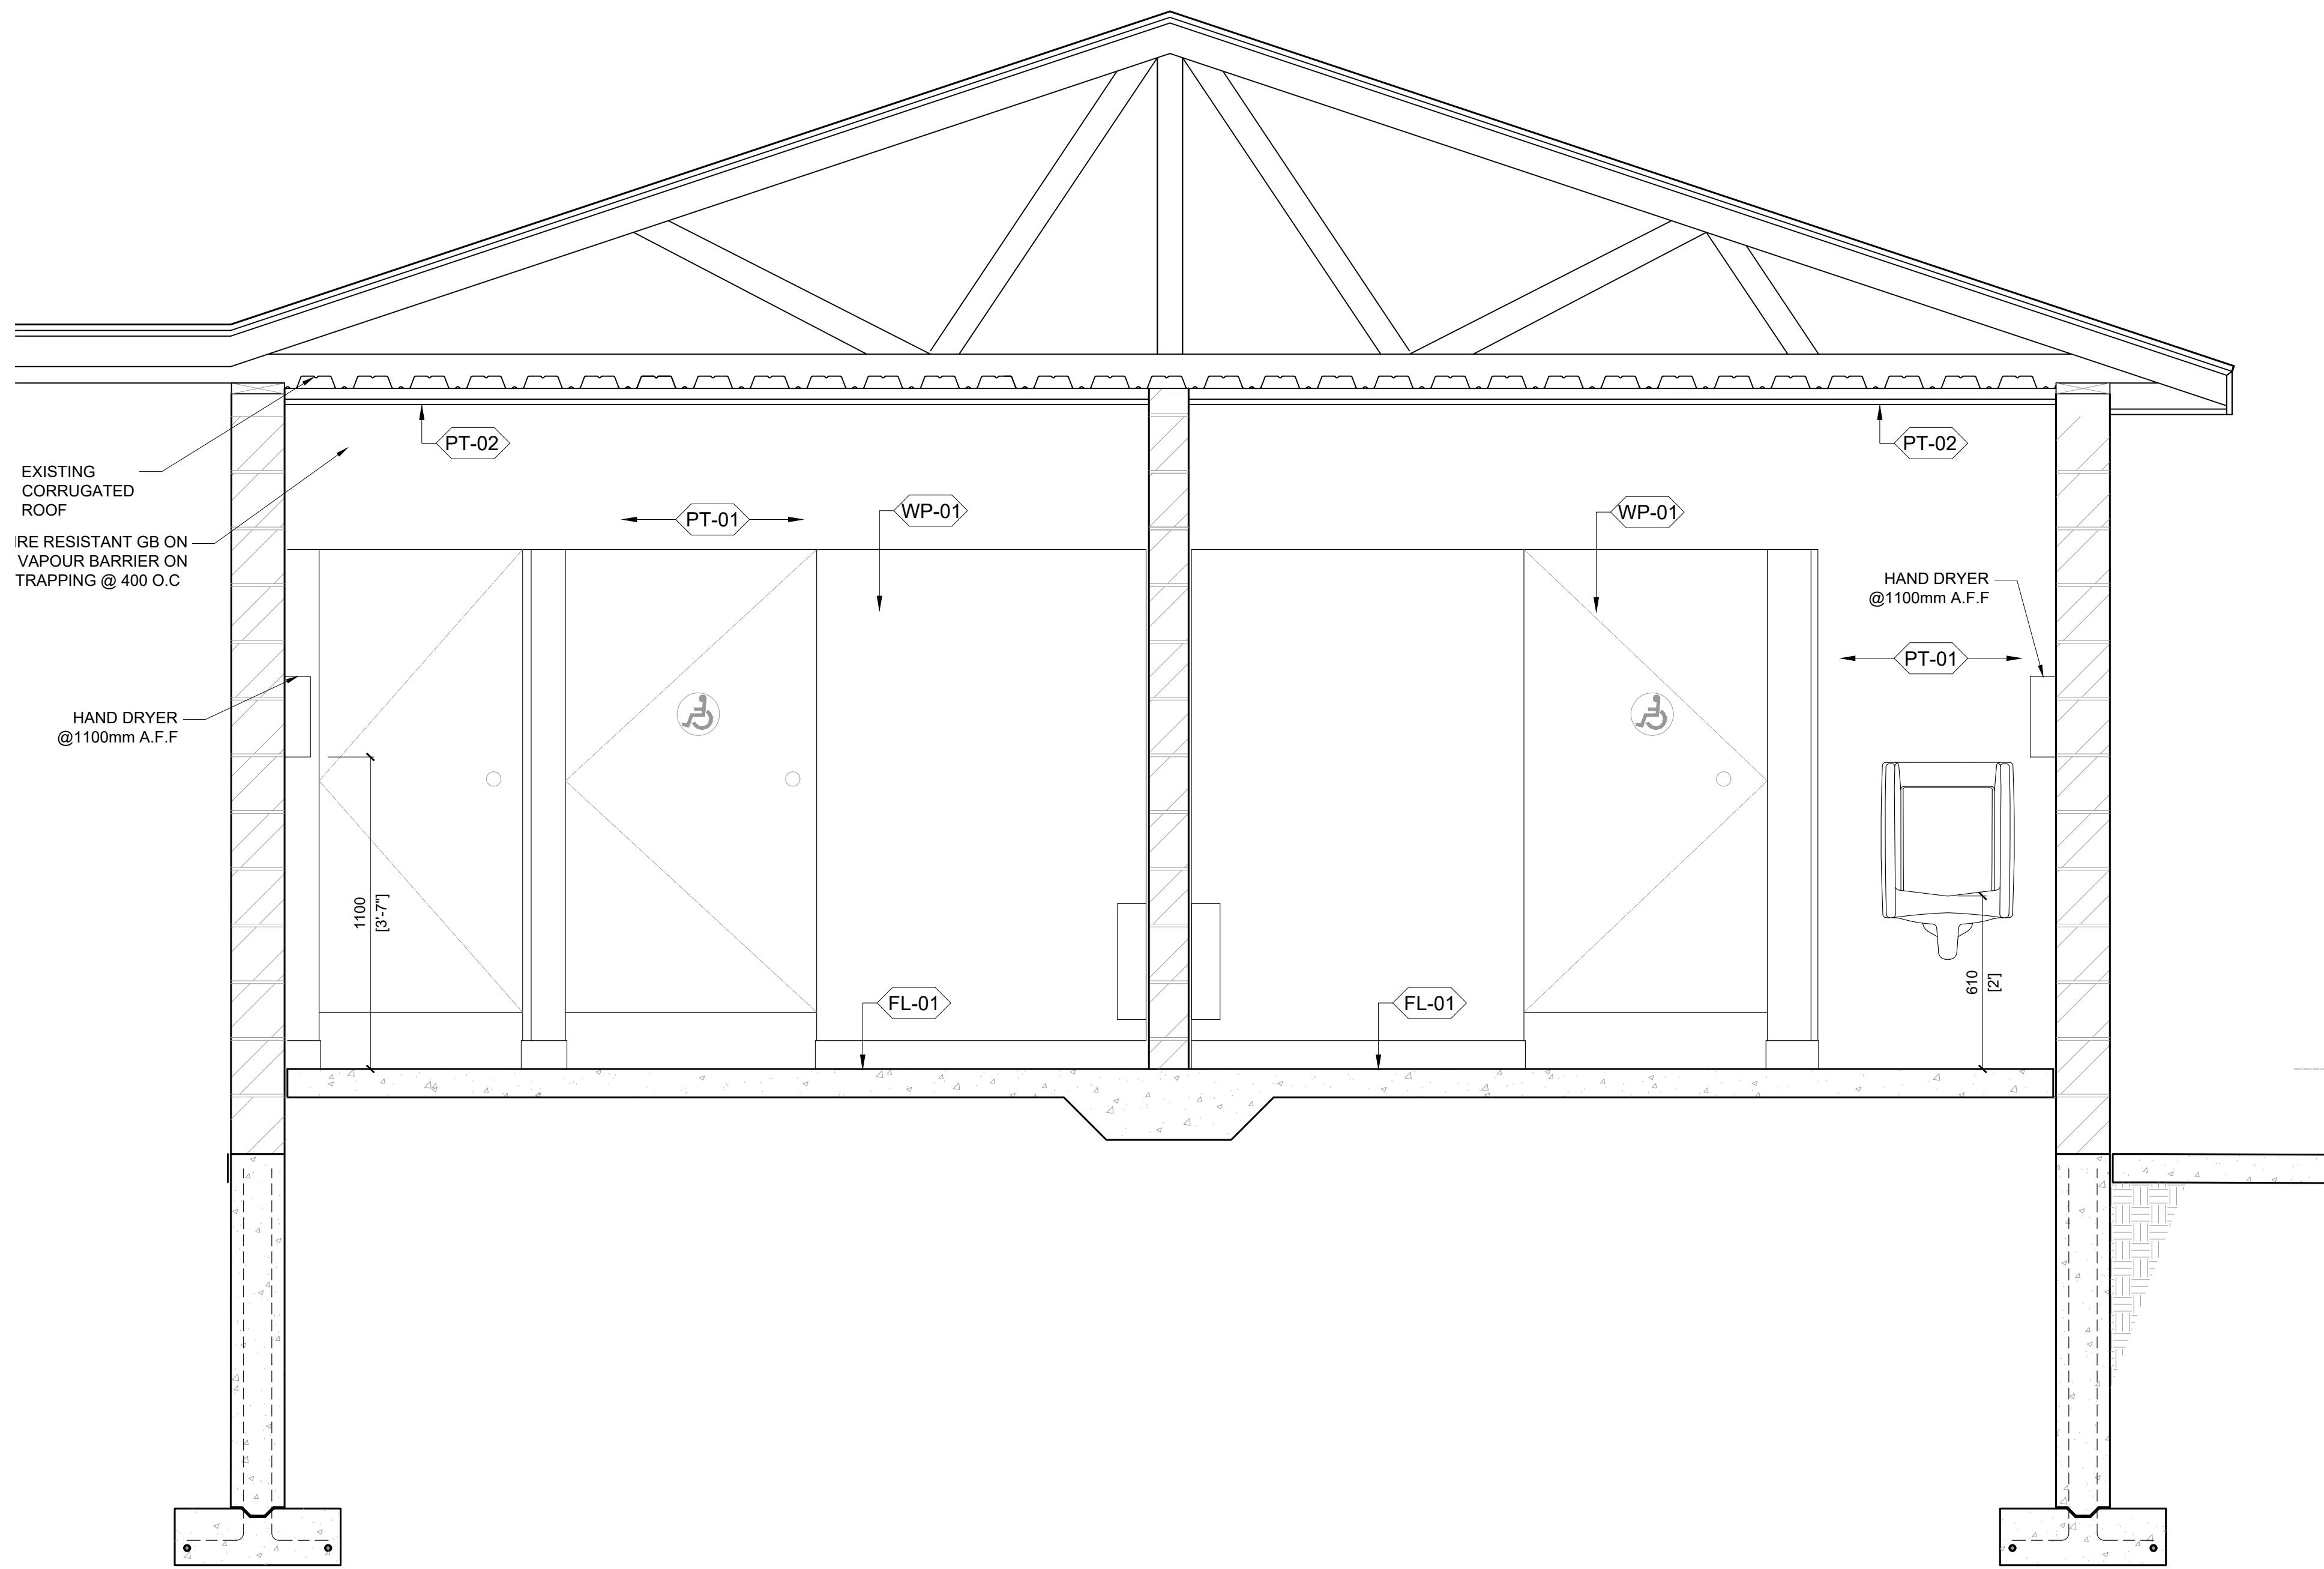 PT-02
PT-02
EXISTING
CORRUGATED
ROOF
WP-01
WP-01
PT-01
IRE RESISTANT GB ON
VAPOUR BARRIER ON
TRAPPING @ 400 O.C
HAND DRYER
@1100mm A.F.F
PT-01
HAND DRYER
@1100mm A.F.F
1100
[3'-7"]
610
[2']
FL-01
FL-01